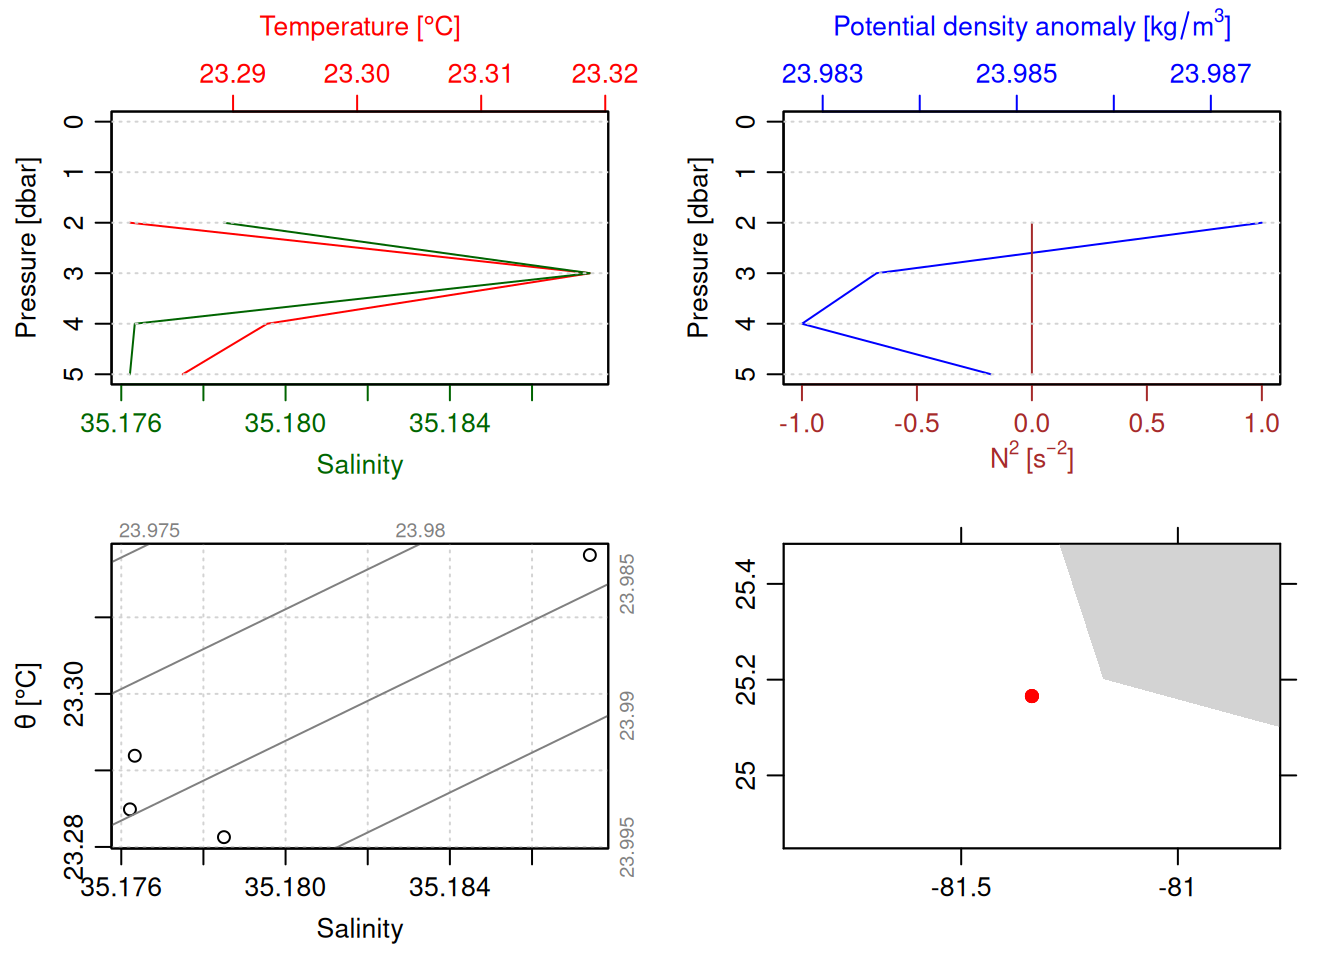 Temperature [°C]
23.29 23.30 23.31 23.32
Pressure [dbar]
0
1
2
3
4
5
35.176 35.180 35.184
Salinity
Potential density anomaly [kg/m³]
23.983 23.985 23.987
Pressure [dbar]
0
1
2
3
4
5
-1.0 -0.5 0.0 0.5 1.0
N² [s⁻²]
23.975 23.98
23.985
23.99
23.995
θ [°C]
23.30
23.28
35.176 35.180 35.184
Salinity
25.4
25.2
25
-81.5 -81